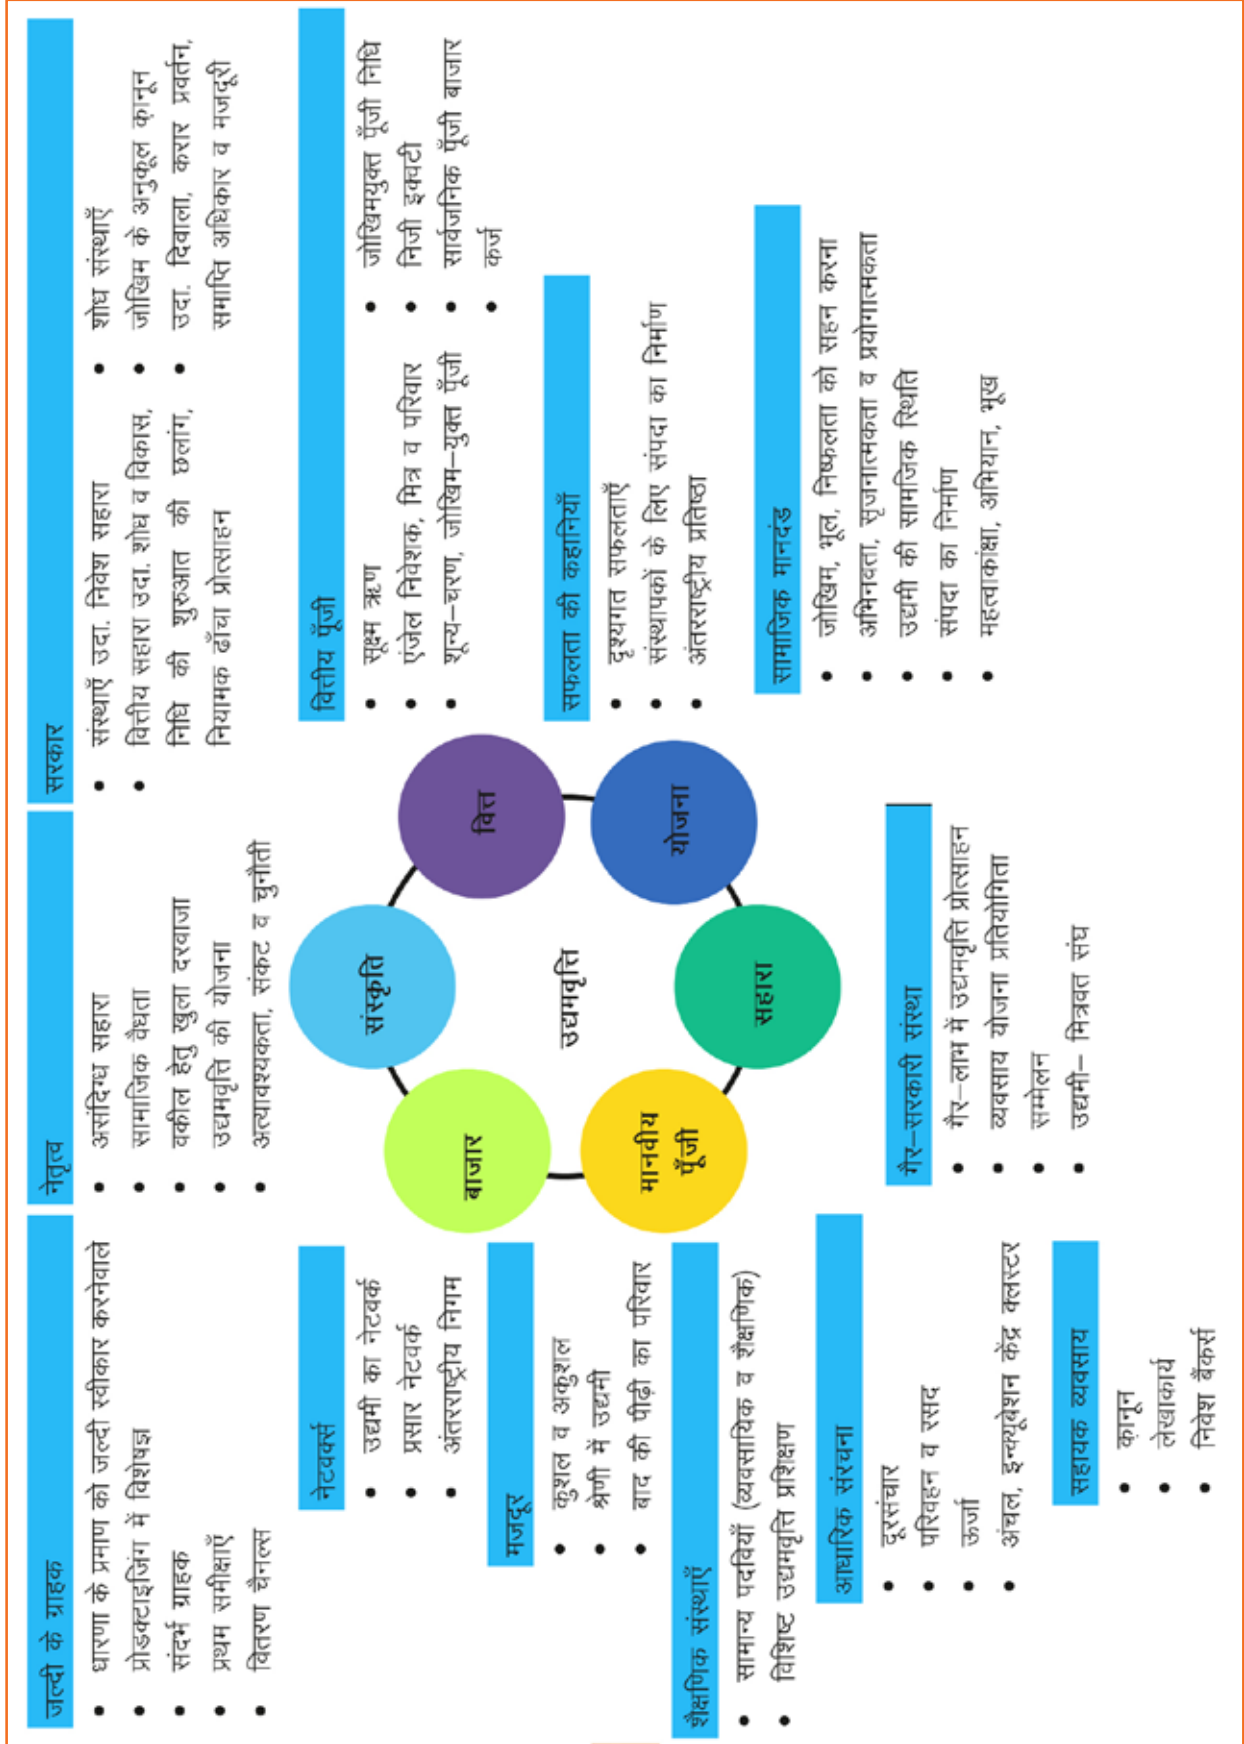 जल्दी के ग्राहक
धारणा के प्रमाण को जल्दी स्वीकार करनेवाले
प्रोडक्टाइजिंग में विशेषज्ञ
संदर्भ ग्राहक
प्रथम समीक्षाएँ
वितरण चैनल्स
नेतृत्व
असंदिग्ध सहारा
सामाजिक वैधता
वकील हेतु खुला दरवाजा
उद्यमवृत्ति की योजना
अत्यावश्यकता, संकट व चुनौती
सरकार
संस्थाएँ उदा. निवेश सहारा
वित्तीय सहारा उदा. शोध व विकास,
निधि की शुरुआत की छलांग,
नियामक ढाँचा प्रोत्साहन
शोध संस्थाएँ
जोखिम के अनुकूल क़ानून
उदा. दिवाला, करार प्रवर्तन,
समाप्ति अधिकार व मजदूरी
नेटवर्क्स
उद्यमी का नेटवर्क
प्रसार नेटवर्क
अंतरराष्ट्रीय निगम
मजदूर
कुशल व अकुशल
श्रेणी में उद्यमी
बाद की पीढ़ी का परिवार
शैक्षणिक संस्थाएँ
सामान्य पदवियाँ (व्यवसायिक व शैक्षणिक)
विशिष्ट उद्यमवृत्ति प्रशिक्षण
संस्कृति
बाजार
वित्त
उद्यमवृत्ति
मानवीय
पूँजी
योजना
सहारा
वित्तीय पूँजी
सूक्ष्म ऋण
एंजेल निवेशक, मित्र व परिवार
शून्य–चरण, जोखिम–युक्त पूँजी
जोखिमयुक्त पूँजी निधि
निजी इक्वटी
सार्वजनिक पूँजी बाजार
कर्ज
सफलता की कहानियाँ
दृश्यगत सफलताएँ
संस्थापकों के लिए संपदा का निर्माण
अंतरराष्ट्रीय प्रतिष्ठा
सामाजिक मानदंड
जोखिम, भूल, निष्फलता को सहन करना
अभिनवता, सृजनात्मकता व प्रयोगात्मकता
उद्यमी की सामाजिक स्थिति
संपदा का निर्माण
महत्वाकांक्षा, अभियान, भूख
आधारिक संरचना
दूरसंचार
परिवहन व रसद
ऊर्जा
अंचल, इन्क्यूबेशन केंद्र क्लस्टर
गैर–सरकारी संस्था
गैर–लाभ में उद्यमवृत्ति प्रोत्साहन
व्यवसाय योजना प्रतियोगिता
सम्मेलन
उद्यमी– मित्रवत संघ
सहायक व्यवसाय
क़ानून
लेखाकार्य
निवेश बँकर्स